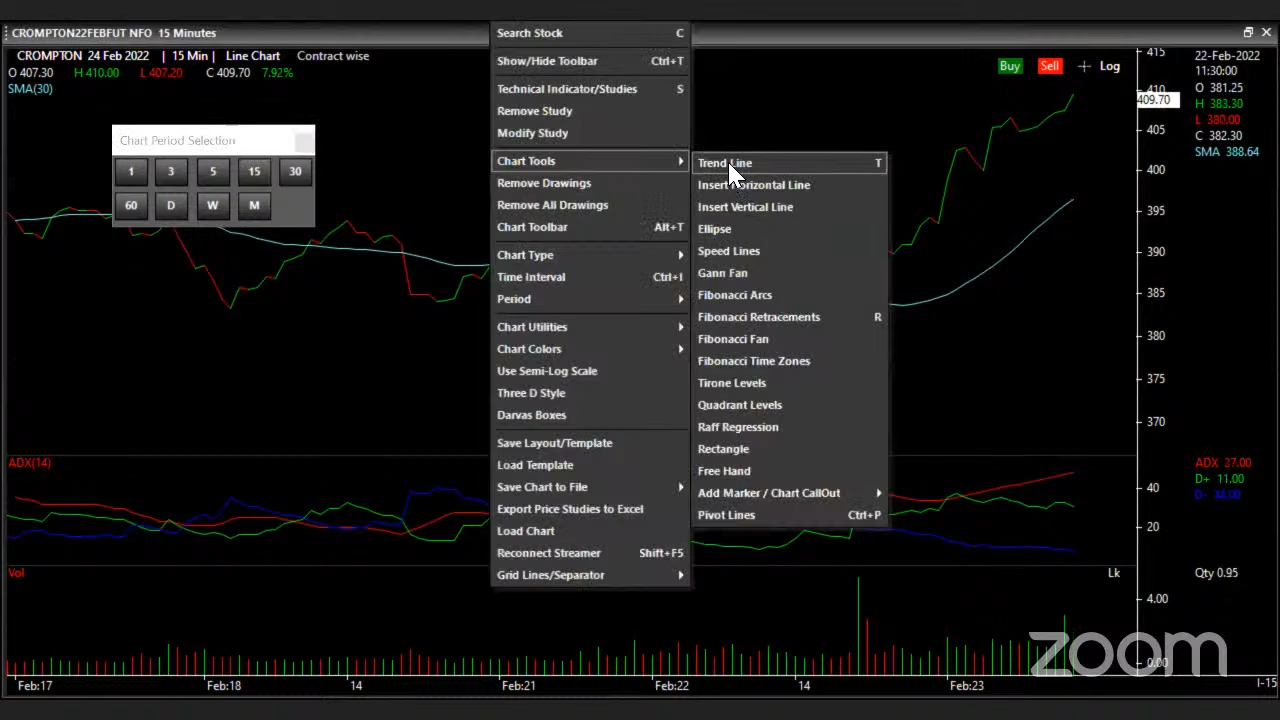 CROMPTON22FEBFUT NFO 15 Minutes
CROMPTON 24 Feb 2022 | 15 Min | Line Chart Contract wise
O 407.30 H 410.00 L 407.20 C 409.70 7.92%
SMA(30)
Chart Period Selection
1 3 5 15 30
60 D W M
Search Stock C
Show/Hide Toolbar Ctrl+T
Technical Indicator/Studies S
Remove Study
Modify Study
Chart Tools
Remove Drawings
Remove All Drawings
Chart Toolbar Alt+T
Chart Type
Time Interval Ctrl+I
Period
Chart Utilities
Chart Colors
Use Semi-Log Scale
Three D Style
Darvas Boxes
Save Layout/Template
Load Template
Save Chart to File
Export Price Studies to Excel
Load Chart
Reconnect Streamer Shift+F5
Grid Lines/Separator
Trend Line T
Insert Horizontal Line
Insert Vertical Line
Ellipse
Speed Lines
Gann Fan
Fibonacci Arcs
Fibonacci Retracements R
Fibonacci Fan
Fibonacci Time Zones
Tirone Levels
Quadrant Levels
Raff Regression
Rectangle
Free Hand
Add Marker / Chart CallOut
Pivot Lines Ctrl+P
Buy Sell Log
415
410
409.70
405
400
395
390
385
380
375
370
22-Feb-2022
11:30:00
O 381.25
H 383.30
L 380.00
C 382.30
SMA 388.64
ADX(14)
40
20
ADX 27.00
D+ 11.00
D- 34.00
Vol
Lk
Qty 0.95
4.00
0.00
zoom
Feb:17 Feb:18 14 Feb:21 Feb:22 14 Feb:23
I-15